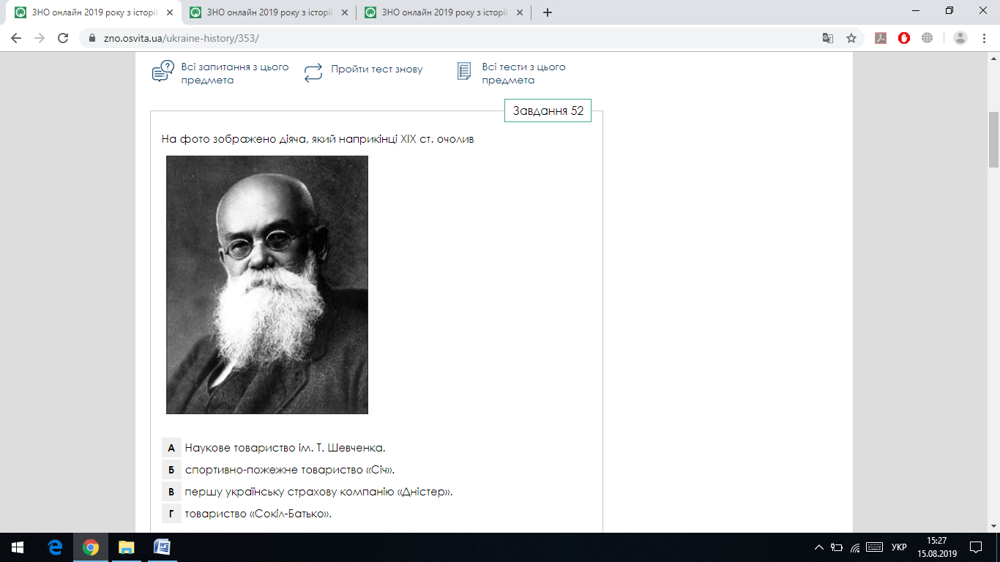 ЗНО онлайн 2019 року з історії
ЗНО онлайн 2019 року з історії
ЗНО онлайн 2019 року з історії
zno.osvita.ua/ukraine-history/353/
Всі запитання з цього
предмета
Пройти тест знову
Всі тести з цього
предмета
Завдання 52
На фото зображено діяча, який наприкінці XIX ст. очолив
А Наукове товариство ім. Т. Шевченка.
Б спортивно-пожежне товариство «Січ».
В першу українську страхову компанію «Дністер».
Г товариство «Сокіл-Батько».
УКР
15:27
15.08.2019